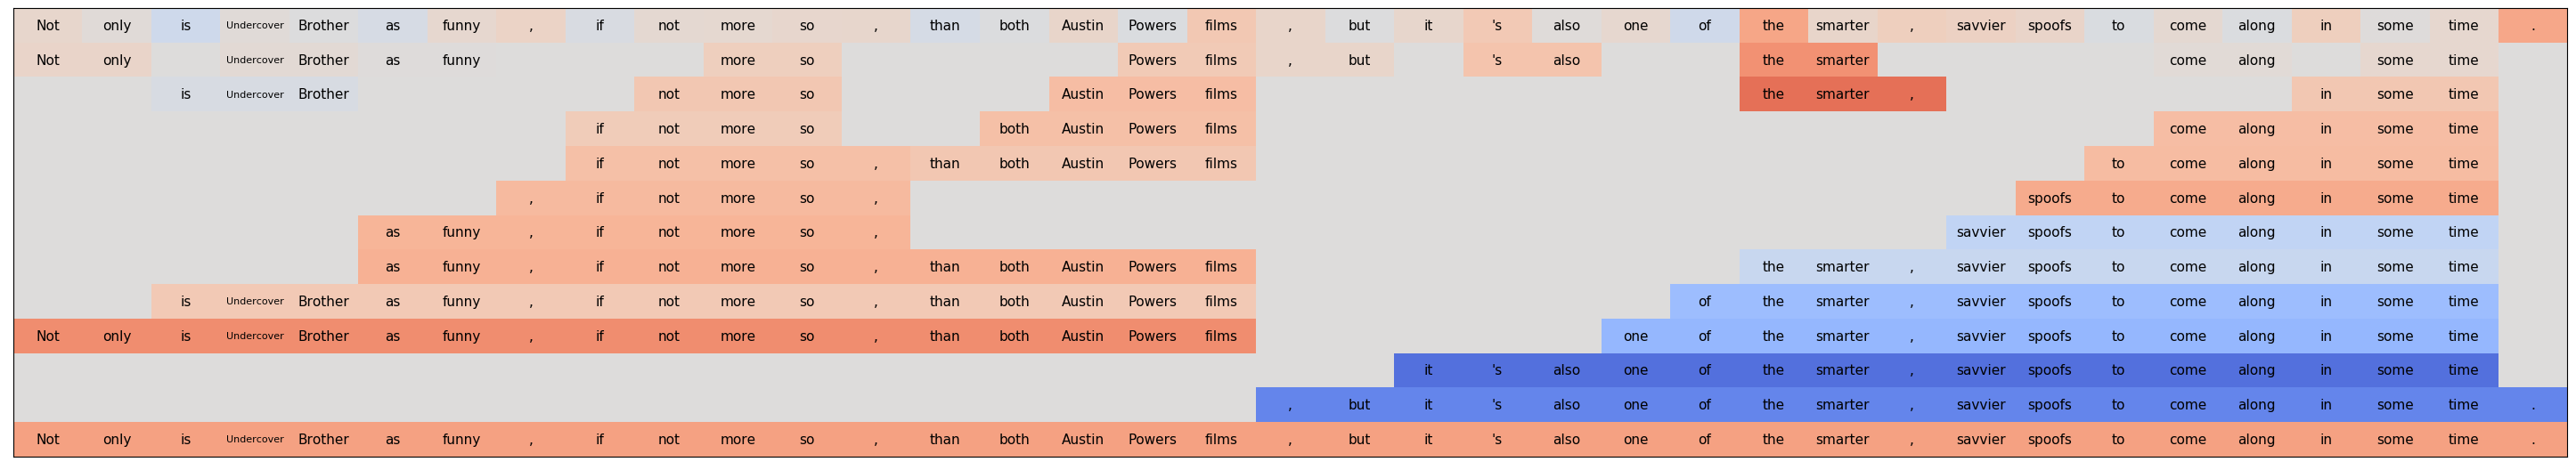 Not only is Undercover Brother as funny , if not more so , than both Austin Powers films , but it 's also one of the smarter , savvier spoofs to come along in some time .
Not only Undercover Brother as funny more so Powers films , but 's also the smarter come along some time
is Undercover Brother not more so Austin Powers films the smarter , in some time
if not more so both Austin Powers films come along in some time
if not more so , than both Austin Powers films to come along in some time
, if not more so , spoofs to come along in some time
as funny , if not more so , savvier spoofs to come along in some time
as funny , if not more so , than both Austin Powers films the smarter , savvier spoofs to come along in some time
is Undercover Brother as funny , if not more so , than both Austin Powers films of the smarter , savvier spoofs to come along in some time
Not only is Undercover Brother as funny , if not more so , than both Austin Powers films one of the smarter , savvier spoofs to come along in some time
it 's also one of the smarter , savvier spoofs to come along in some time
, but it 's also one of the smarter , savvier spoofs to come along in some time .
Not only is Undercover Brother as funny , if not more so , than both Austin Powers films , but it 's also one of the smarter , savvier spoofs to come along in some time .